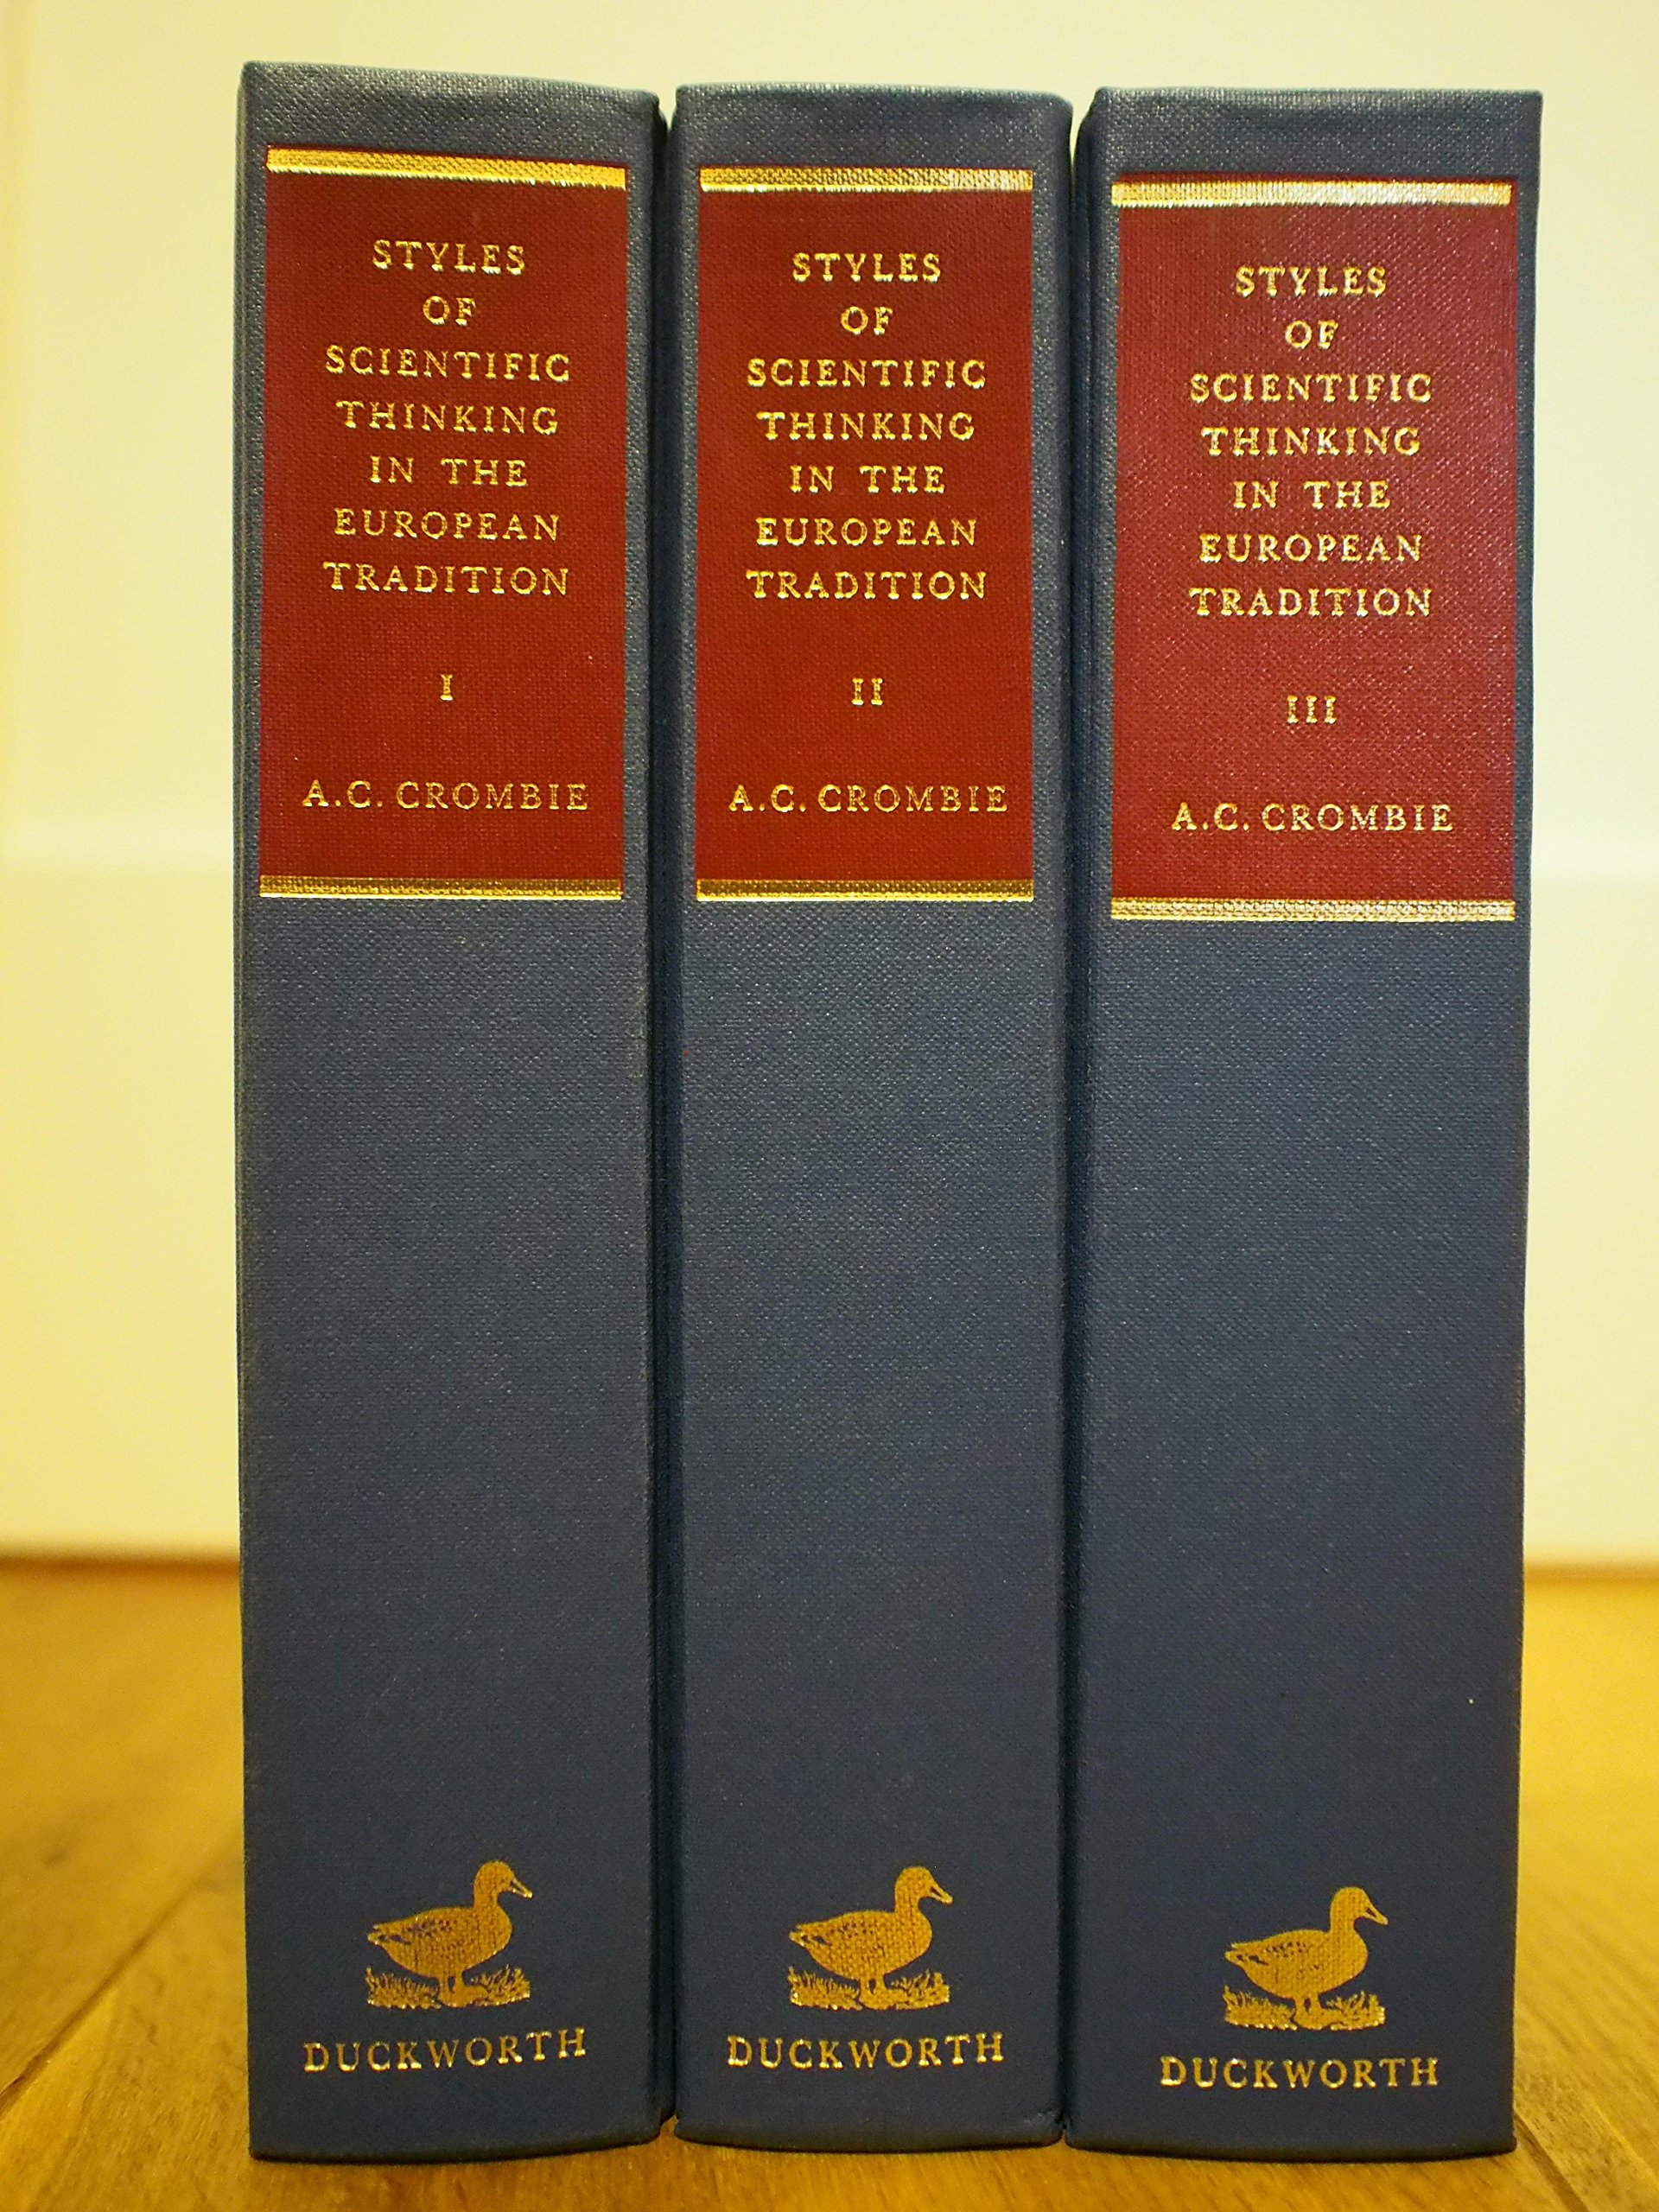 STYLES
OF
SCIENTIFIC
THINKING
IN THE
EUROPEAN
TRADITION
I
A.C. CROMBIE
DUCKWORTH
STYLES
OF
SCIENTIFIC
THINKING
IN THE
EUROPEAN
TRADITION
II
A.C. CROMBIE
DUCKWORTH
STYLES
OF
SCIENTIFIC
THINKING
IN THE
EUROPEAN
TRADITION
III
A.C. CROMBIE
DUCKWORTH